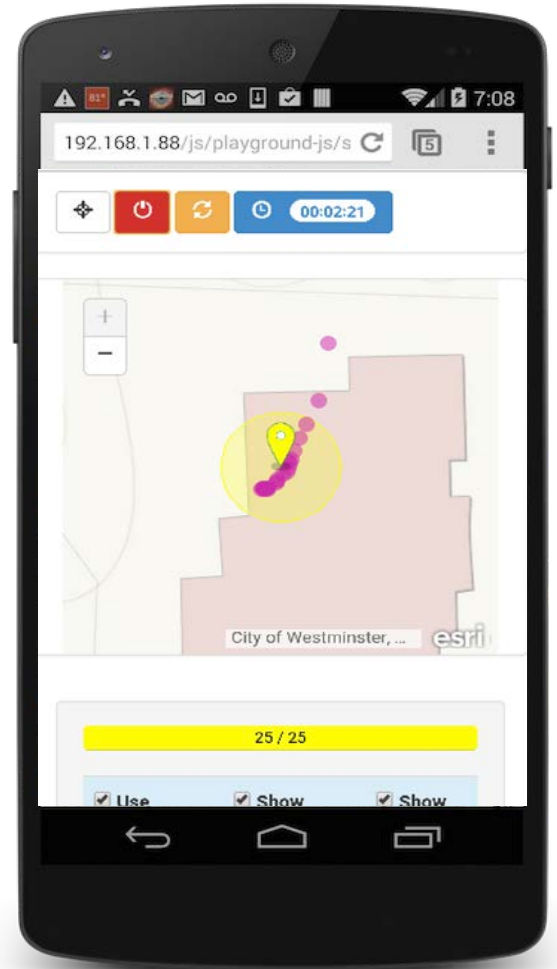 81°
7:08
192.168.1.88/js/playground-js/s
5
00:02:21
+
−
City of Westminster, ...
esri
25 / 25
Use
Show
Show